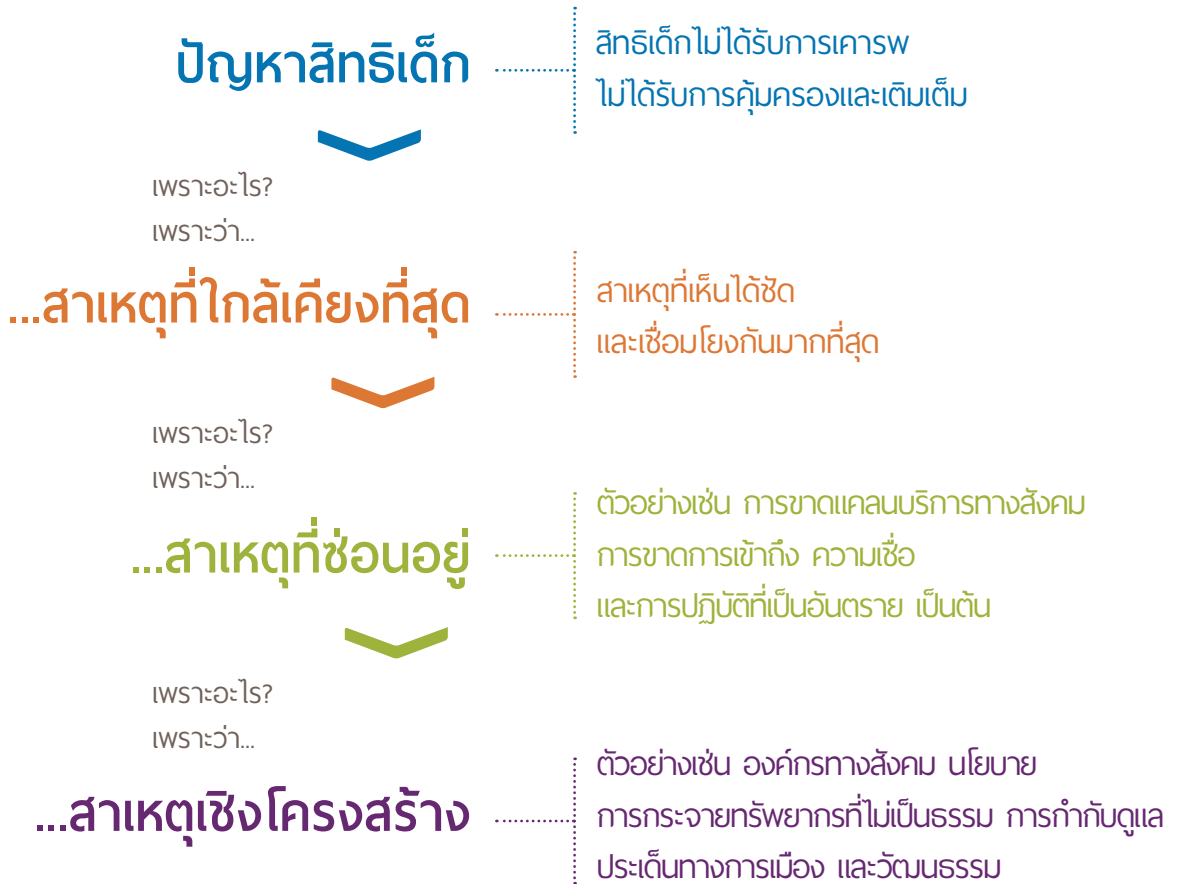 ปัญหาสิทธิเด็ก
สิทธิเด็กไม่ได้รับการเคารพ
ไม่ได้รับการคุ้มครองและเติมเต็ม
เพราะอะไร?
เพราะว่า...
...สาเหตุที่ใกล้เคียงที่สุด
สาเหตุที่เห็นได้ชัด
และเชื่อมโยงกันมากที่สุด
เพราะอะไร?
เพราะว่า...
...สาเหตุที่ซ่อนอยู่
ตัวอย่างเช่น การขาดแคลนบริการทางสังคม
การขาดการเข้าถึง ความเชื่อ
และการปฏิบัติที่เป็นอันตราย เป็นต้น
เพราะอะไร?
เพราะว่า...
...สาเหตุเชิงโครงสร้าง
ตัวอย่างเช่น องค์กรทางสังคม นโยบาย
การกระจายทรัพยากรที่ไม่เป็นธรรม การกำกับดูแล
ประเด็นทางการเมือง และวัฒนธรรม